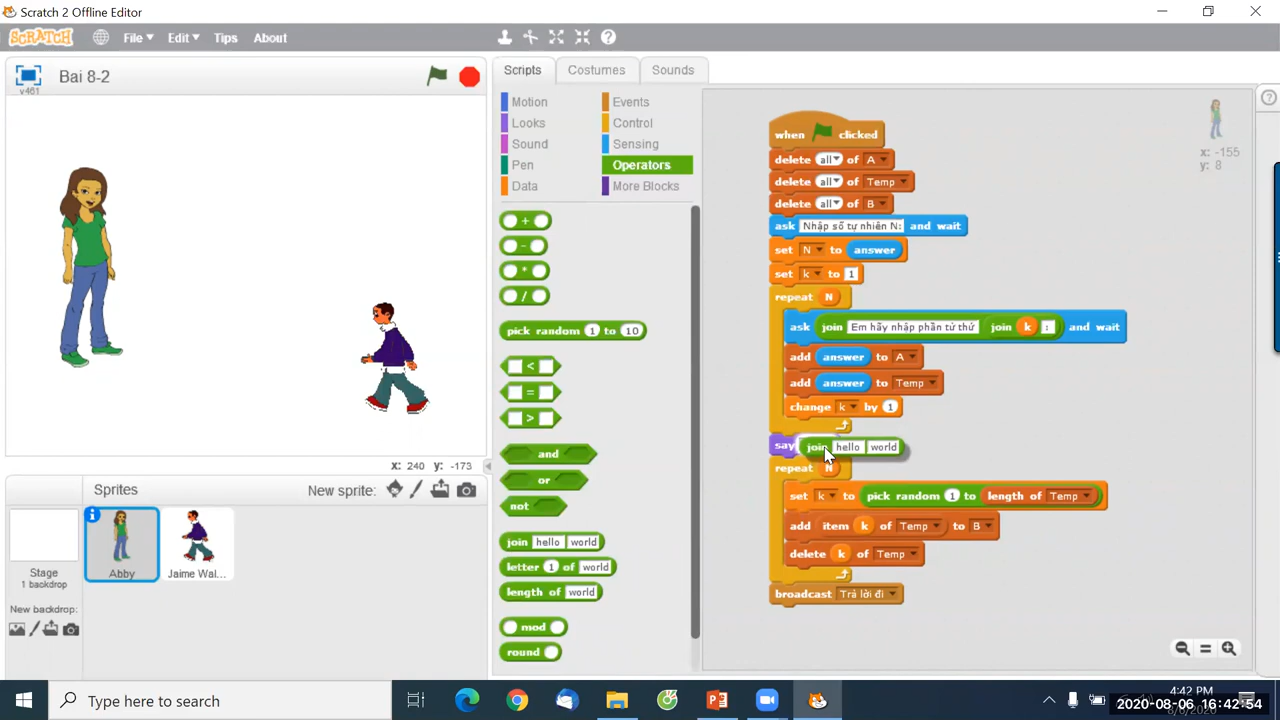 Scratch 2 Offline Editor
SCRATCH File Edit Tips About
Bai 8-2
v461
Scripts Costumes Sounds
Motion Events
Looks Control
Sound Sensing
Pen Operators
Data More Blocks
+
-
*
/
pick random 1 to 10
<
=
>
and
or
not
join hello world
letter 1 of world
length of world
mod
round
when clicked
delete all of A
delete all of Temp
delete all of B
ask Nhập số tự nhiên N: and wait
set N to answer
set k to 1
repeat N
ask join Em hãy nhập phần tử thứ join k : and wait
add answer to A
add answer to Temp
change k by 1
say join hello world
repeat N
set k to pick random 1 to length of Temp
add item k of Temp to B
delete k of Temp
broadcast Trả lời đi
x: -155
y: 8
x: 240 y: -173
Sprites New sprite:
Stage
1 backdrop
New backdrop:
Abby
Jaime Wal...
Type here to search
4:42 PM
2020-08-06 16:42:54